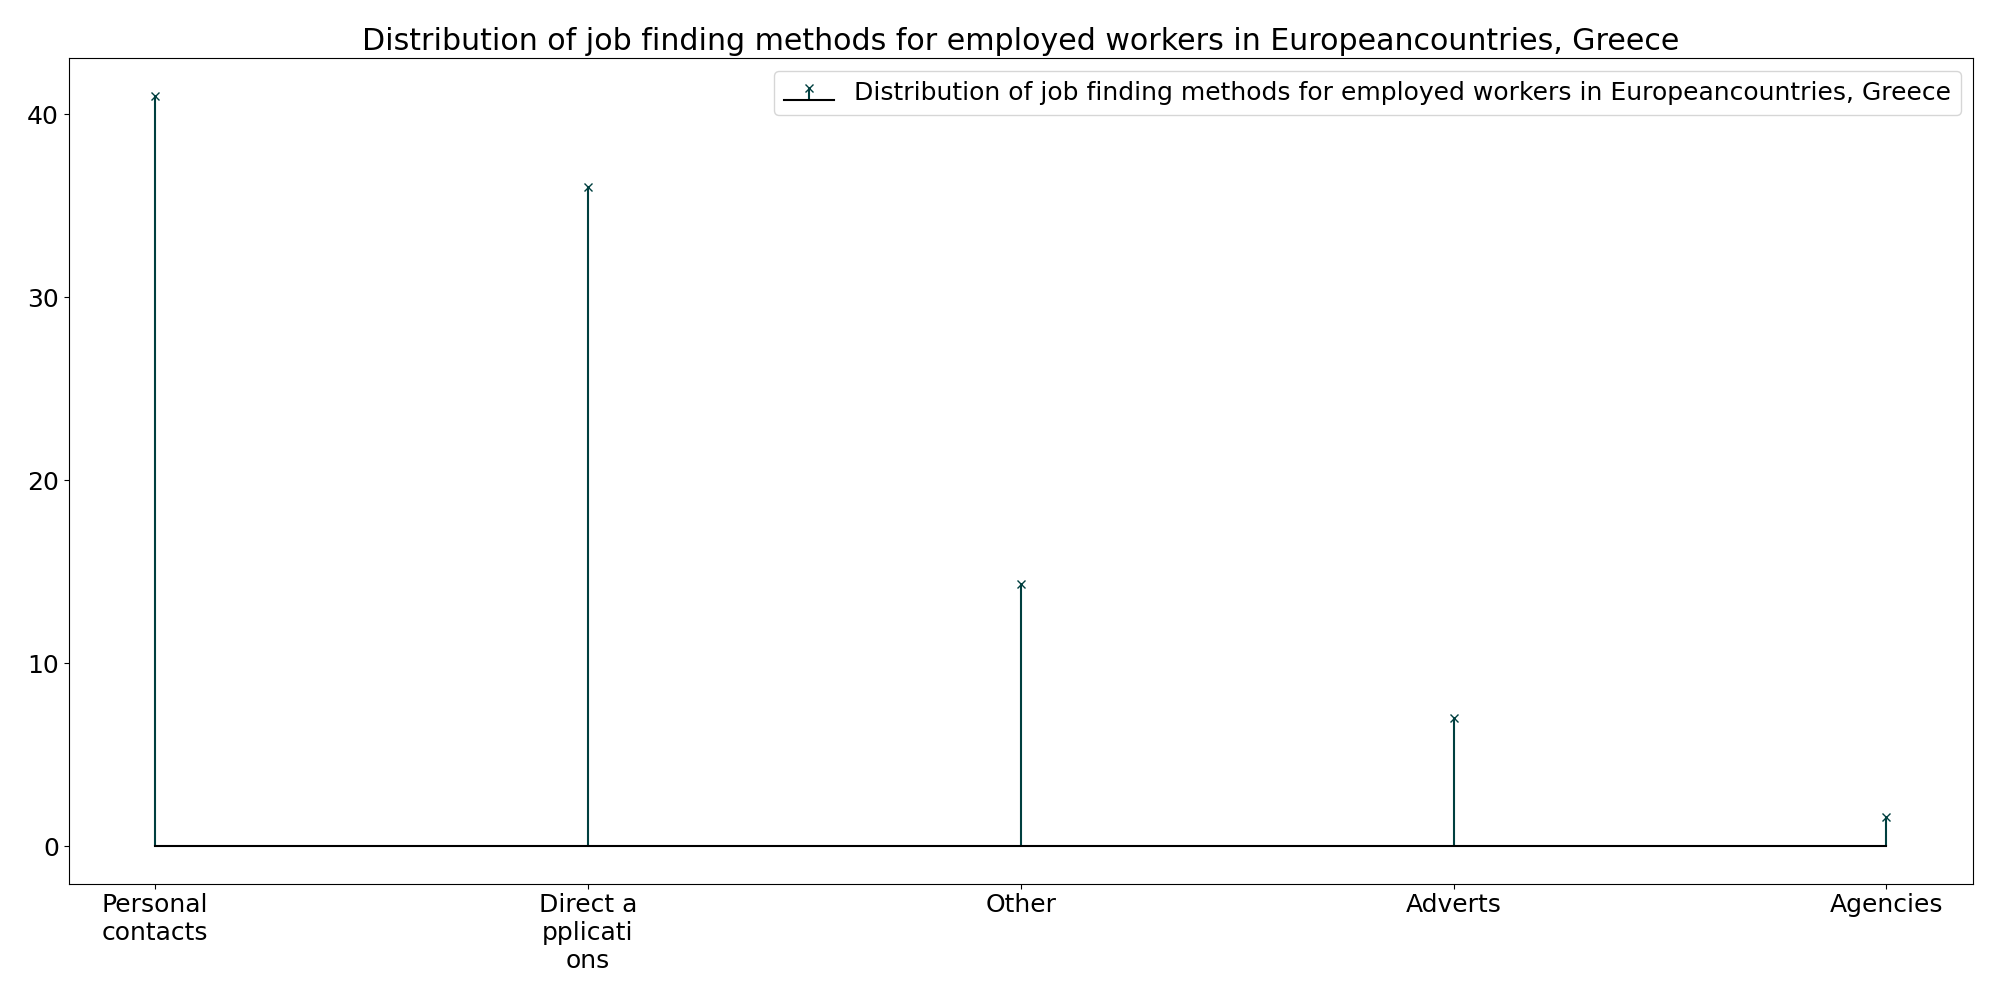 Distribution of job finding methods for employed workers in Europeancountries, Greece
Distribution of job finding methods for employed workers in Europeancountries, Greece
40
30
20
10
0
Personal
contacts
Direct a
pplicati
ons
Other
Adverts
Agencies